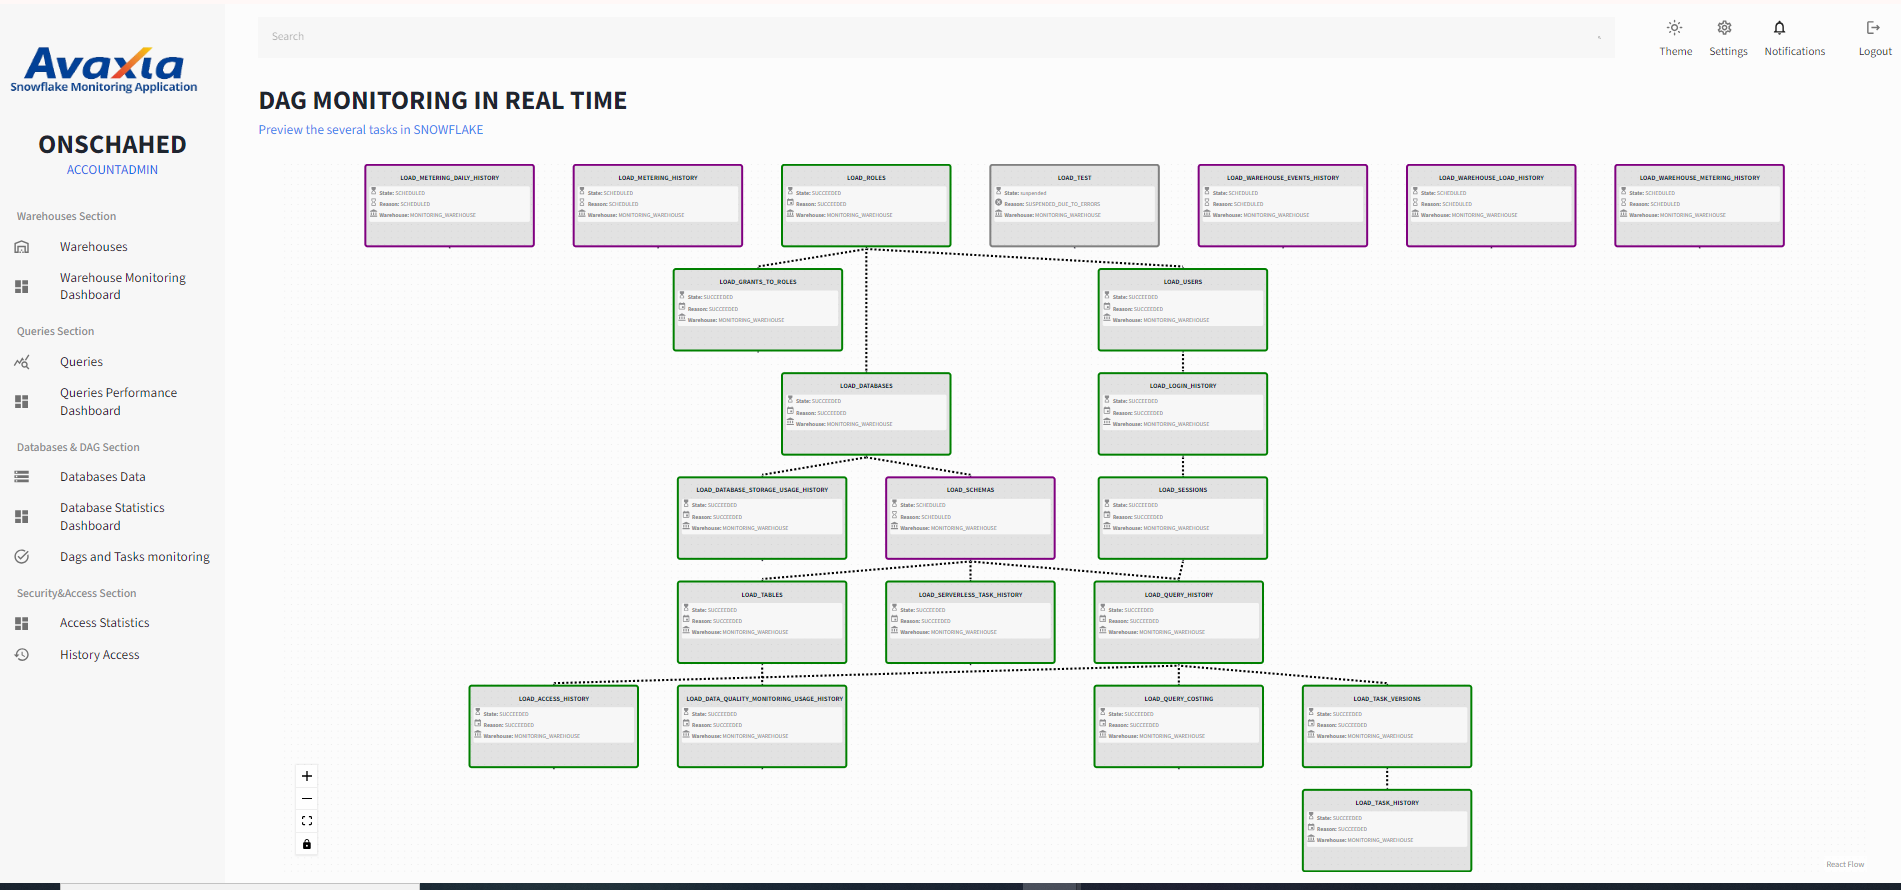 Avaxia
Snowflake Monitoring Application
ONSCHAHED
ACCOUNTADMIN
Warehouses Section
Warehouses
Warehouse Monitoring
Dashboard
Queries Section
Queries
Queries Performance
Dashboard
Databases & DAG Section
Databases Data
Database Statistics
Dashboard
Dags and Tasks monitoring
Security&Access Section
Access Statistics
History Access
Search
Theme
Settings
Notifications
Logout
DAG MONITORING IN REAL TIME
Preview the several tasks in SNOWFLAKE
LOAD_METERING_DAILY_HISTORY
State: SCHEDULED
Reason: SCHEDULED
Warehouse: MONITORING_WAREHOUSE
LOAD_METERING_HISTORY
State: SCHEDULED
Reason: SCHEDULED
Warehouse: MONITORING_WAREHOUSE
LOAD_ROLES
State: SUCCEEDED
Reason: SUCCEEDED
Warehouse: MONITORING_WAREHOUSE
LOAD_TEST
State: suspended
Reason: SUSPENDED_DUE_TO_ERRORS
Warehouse: MONITORING_WAREHOUSE
LOAD_WAREHOUSE_EVENTS_HISTORY
State: SCHEDULED
Reason: SCHEDULED
Warehouse: MONITORING_WAREHOUSE
LOAD_WAREHOUSE_LOAD_HISTORY
State: SCHEDULED
Reason: SCHEDULED
Warehouse: MONITORING_WAREHOUSE
LOAD_WAREHOUSE_METERING_HISTORY
State: SCHEDULED
Reason: SCHEDULED
Warehouse: MONITORING_WAREHOUSE
LOAD_GRANTS_TO_ROLES
State: SUCCEEDED
Reason: SUCCEEDED
Warehouse: MONITORING_WAREHOUSE
LOAD_USERS
State: SUCCEEDED
Reason: SUCCEEDED
Warehouse: MONITORING_WAREHOUSE
LOAD_DATABASES
State: SUCCEEDED
Reason: SUCCEEDED
Warehouse: MONITORING_WAREHOUSE
LOAD_LOGIN_HISTORY
State: SUCCEEDED
Reason: SUCCEEDED
Warehouse: MONITORING_WAREHOUSE
LOAD_DATABASE_STORAGE_USAGE_HISTORY
State: SUCCEEDED
Reason: SUCCEEDED
Warehouse: MONITORING_WAREHOUSE
LOAD_SCHEMAS
State: SCHEDULED
Reason: SCHEDULED
Warehouse: MONITORING_WAREHOUSE
LOAD_SESSIONS
State: SUCCEEDED
Reason: SUCCEEDED
Warehouse: MONITORING_WAREHOUSE
LOAD_TABLES
State: SUCCEEDED
Reason: SUCCEEDED
Warehouse: MONITORING_WAREHOUSE
LOAD_SERVERLESS_TASK_HISTORY
State: SUCCEEDED
Reason: SUCCEEDED
Warehouse: MONITORING_WAREHOUSE
LOAD_QUERY_HISTORY
State: SUCCEEDED
Reason: SUCCEEDED
Warehouse: MONITORING_WAREHOUSE
LOAD_ACCESS_HISTORY
State: SUCCEEDED
Reason: SUCCEEDED
Warehouse: MONITORING_WAREHOUSE
LOAD_DATA_QUALITY_MONITORING_USAGE_HISTORY
State: SUCCEEDED
Reason: SUCCEEDED
Warehouse: MONITORING_WAREHOUSE
LOAD_QUERY_COSTING
State: SUCCEEDED
Reason: SUCCEEDED
Warehouse: MONITORING_WAREHOUSE
LOAD_TASK_VERSIONS
State: SUCCEEDED
Reason: SUCCEEDED
Warehouse: MONITORING_WAREHOUSE
LOAD_TASK_HISTORY
State: SUCCEEDED
Reason: SUCCEEDED
Warehouse: MONITORING_WAREHOUSE
React Flow